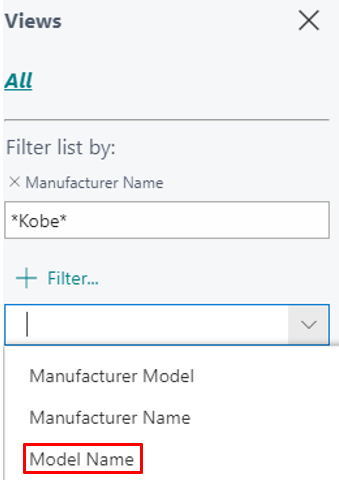 Views
All
Filter list by:
× Manufacturer Name
*Kobe*
+ Filter...
Manufacturer Model
Manufacturer Name
Model Name